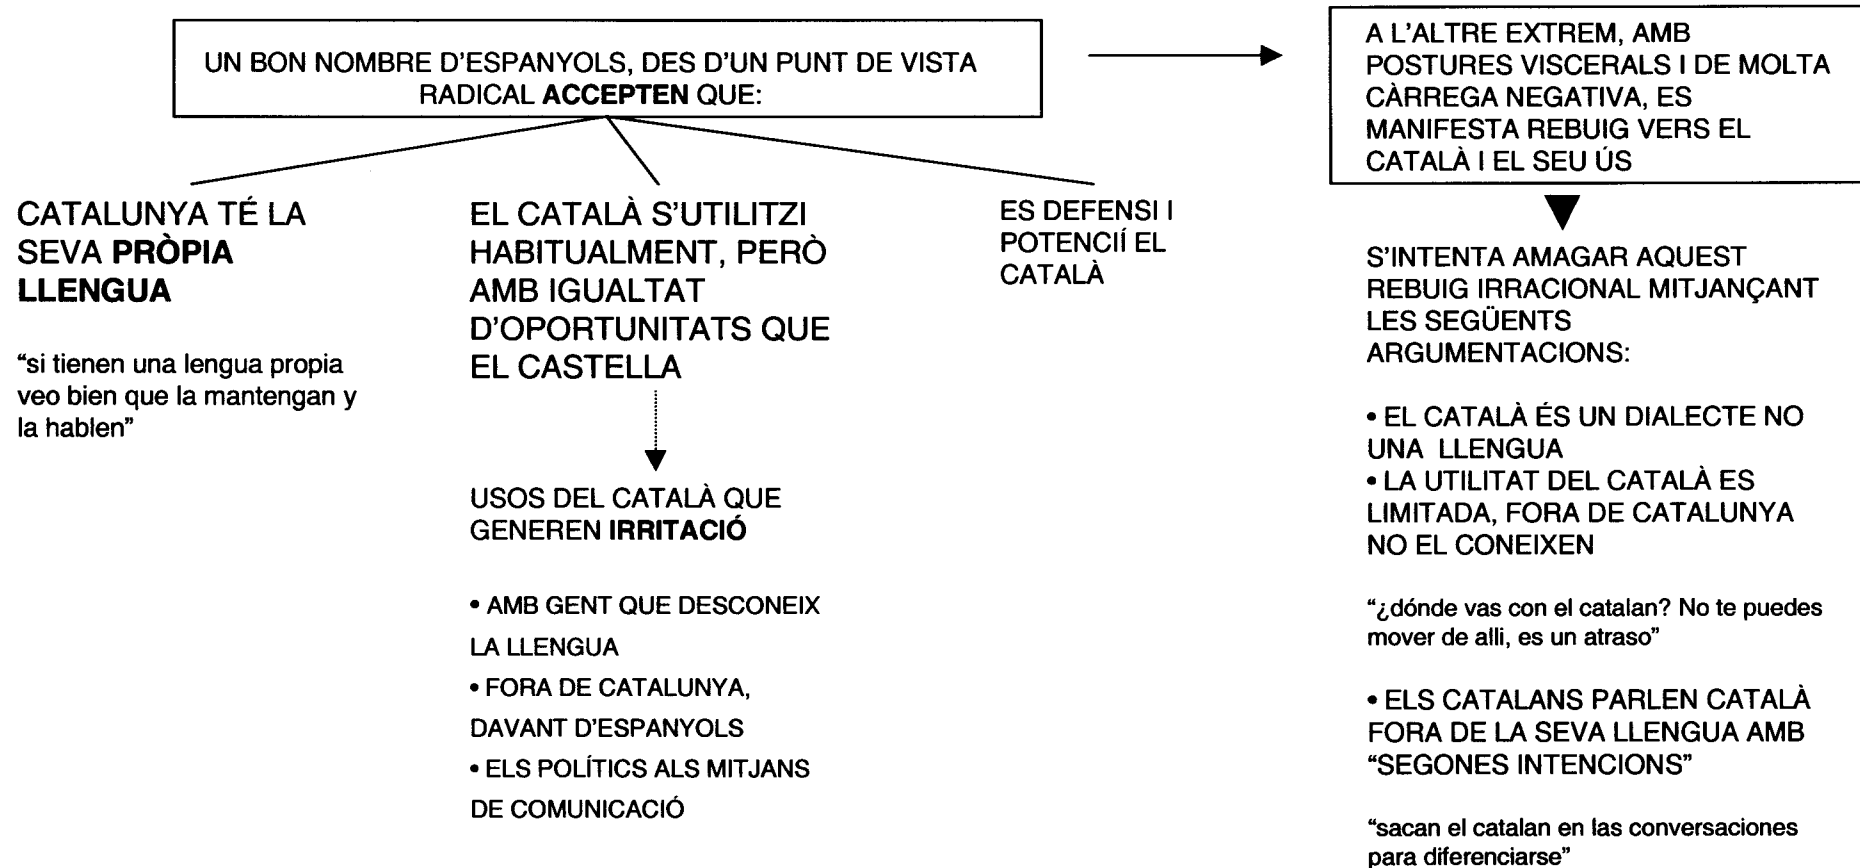 UN BON NOMBRE D'ESPANYOLS, DES D'UN PUNT DE VISTA
RADICAL ACCEPTEN QUE:
CATALUNYA TÉ LA
SEVA PRÒPIA
LLENGUA
“si tienen una lengua propia
veo bien que la mantengan y
la hablen”
EL CATALÀ S'UTILITZI
HABITUALMENT, PERÒ
AMB IGUALTAT
D'OPORTUNITATS QUE
EL CASTELLA
USOS DEL CATALÀ QUE
GENEREN IRRITACIÓ
• AMB GENT QUE DESCONEIX
LA LLENGUA
• FORA DE CATALUNYA,
DAVANT D'ESPANYOLS
• ELS POLÍTICS ALS MITJANS
DE COMUNICACIÓ
ES DEFENSI I
POTENCIÍ EL
CATALÀ
A L'ALTRE EXTREM, AMB
POSTURES VISCERALS I DE MOLTA
CÀRREGA NEGATIVA, ES
MANIFESTA REBUIG VERS EL
CATALÀ I EL SEU ÚS
S'INTENTA AMAGAR AQUEST
REBUIG IRRACIONAL MITJANÇANT
LES SEGÜENTS
ARGUMENTACIONS:
• EL CATALÀ ÉS UN DIALECTE NO
UNA LLENGUA
• LA UTILITAT DEL CATALÀ ES
LIMITADA, FORA DE CATALUNYA
NO EL CONEIXEN
“¿dónde vas con el catalan? No te puedes
mover de alli, es un atraso”
• ELS CATALANS PARLEN CATALÀ
FORA DE LA SEVA LLENGUA AMB
“SEGONES INTENCIONS”
“sacan el catalan en las conversaciones
para diferenciarse”